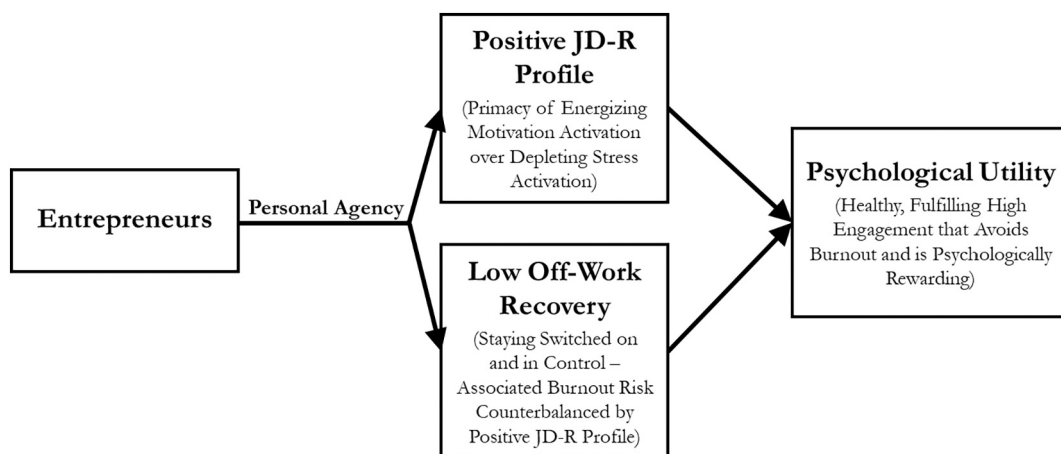 Entrepreneurs
Personal Agency
Positive JD-R
Profile
(Primacy of Energizing
Motivation Activation
over Depleting Stress
Activation)
Low Off-Work
Recovery
(Staying Switched on
and in Control –
Associated Burnout Risk
Counterbalanced by
Positive JD-R Profile)
Psychological Utility
(Healthy, Fulfilling High
Engagement that Avoids
Burnout and is Psychologically
Rewarding)